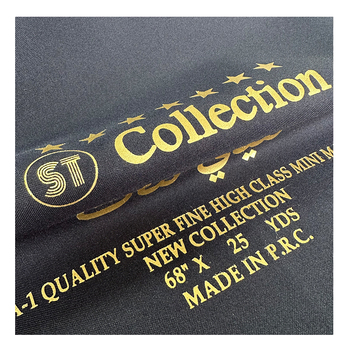 ST Collection
A-1 QUALITY SUPER FINE HIGH CLASS MINI M
NEW COLLECTION
68" X 25 YDS
MADE IN P.R.C.